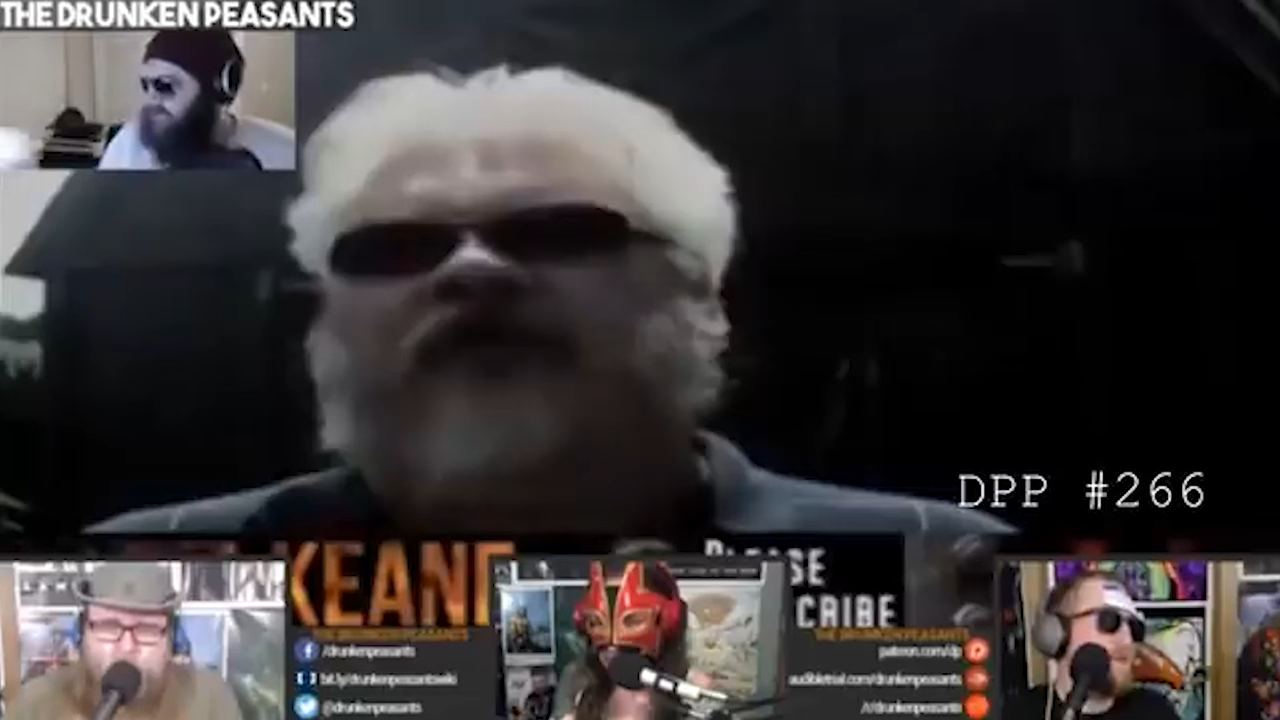 THE DRUNKEN PEASANTS
DPP #266
KEANE
PLEASE
THE DRUNKEN PEASANTS
/drunkenpeasants
bit.ly/drunkenpeasantswiki
@drunkenpeasants
THE DRUNKEN PEASANTS
patreon.com/dp
audibletrial.com/drunkenpeasants
/r/drunkenpeasants